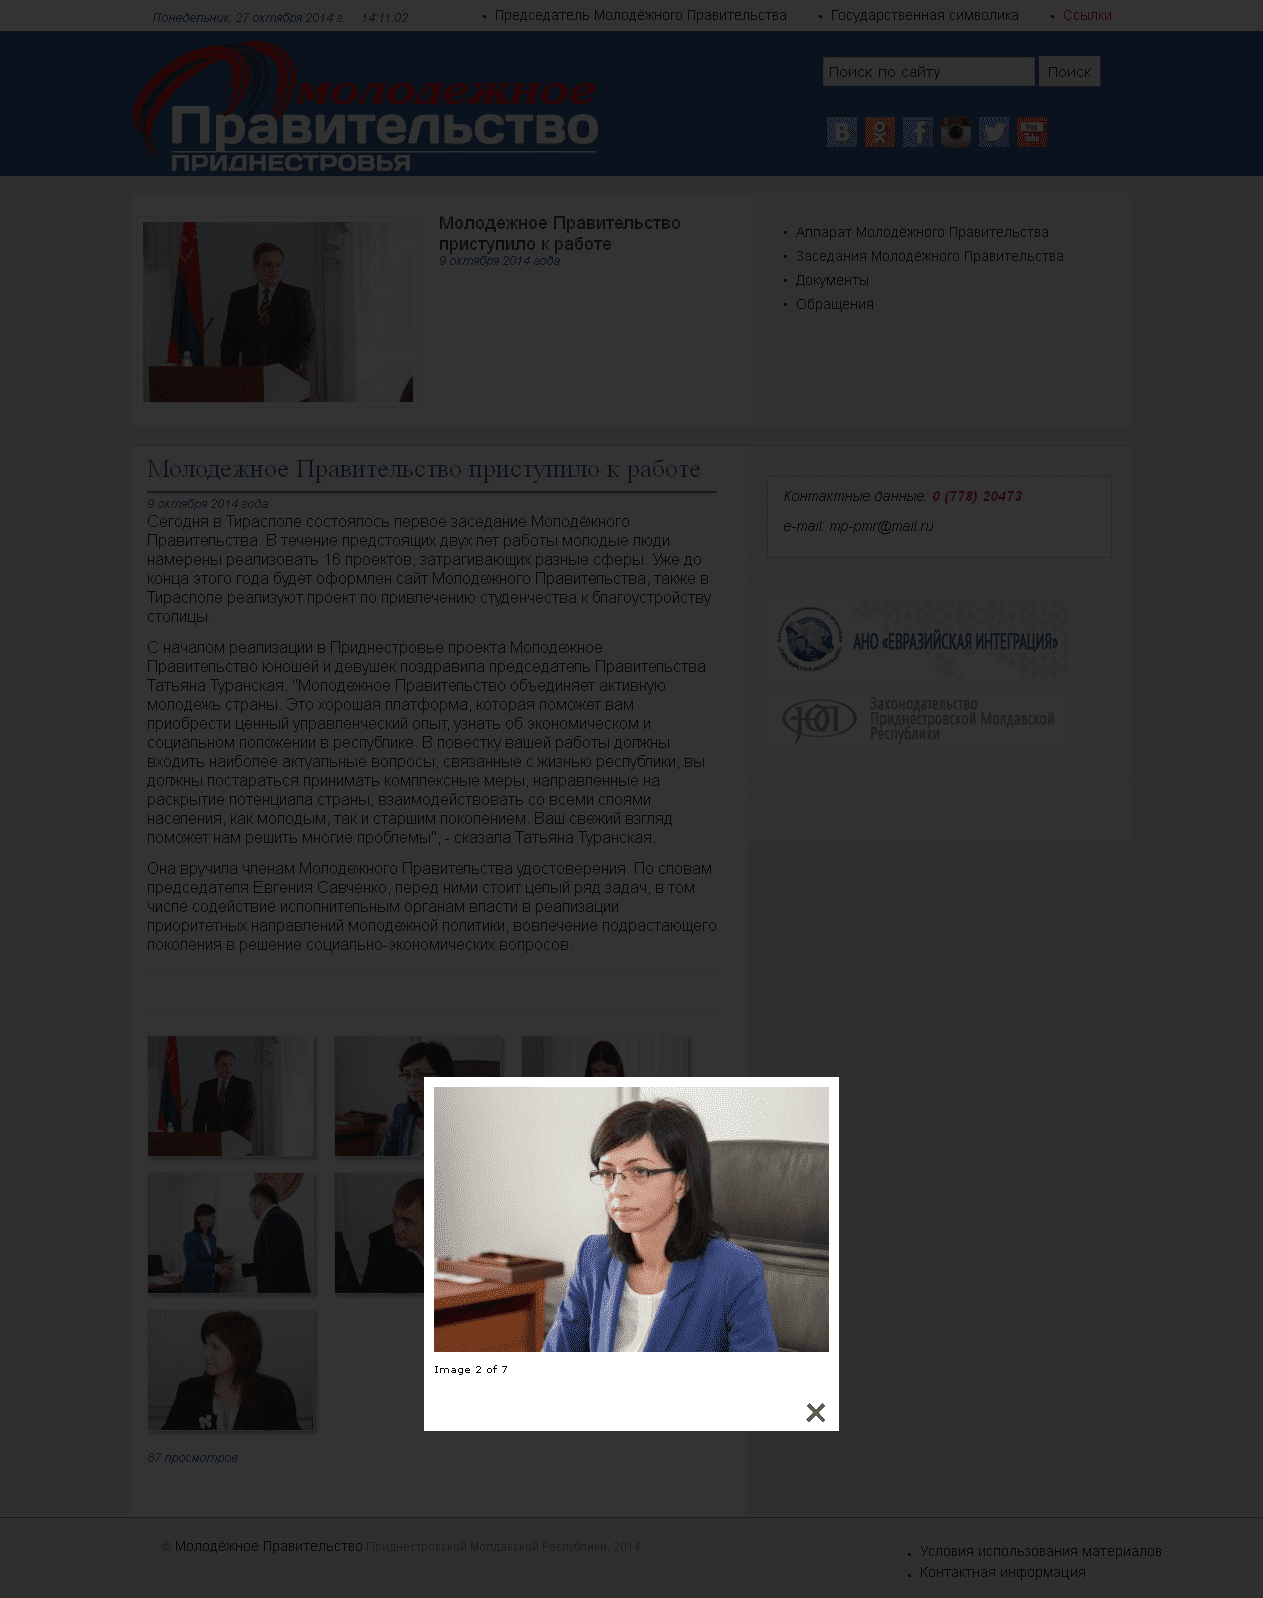 Понедельник, 27 октября 2014 г. 14:11:02
Председатель Молодёжного Правительства
Государственная символика
Ссылки
молодежное
Правительство
ПРИДНЕСТРОВЬЯ
Поиск по сайту
Поиск
В
f
You
Tube
Молодежное Правительство
приступило к работе
9 октября 2014 года
Аппарат Молодёжного Правительства
Заседания Молодёжного Правительства
Документы
Обращения
Молодежное Правительство приступило к работе
9 октября 2014 года
Сегодня в Тирасполе состоялось первое заседание Молодёжного
Правительства. В течение предстоящих двух лет работы молодые люди
намерены реализовать 16 проектов, затрагивающих разные сферы. Уже до
конца этого года будет оформлен сайт Молодежного Правительства, также в
Тирасполе реализуют проект по привлечению студенчества к благоустройству
столицы.
С началом реализации в Приднестровье проекта Молодежное
Правительство юношей и девушек поздравила председатель Правительства
Татьяна Туранская. "Молодежное Правительство объединяет активную
молодежь страны. Это хорошая платформа, которая поможет вам
приобрести ценный управленческий опыт, узнать об экономическом и
социальном положении в республике. В повестку вашей работы должны
входить наиболее актуальные вопросы, связанные с жизнью республики, вы
должны постараться принимать комплексные меры, направленные на
раскрытие потенциала страны, взаимодействовать со всеми слоями
населения, как молодым, так и старшим поколением. Ваш свежий взгляд
поможет нам решить многие проблемы", - сказала Татьяна Туранская.
Она вручила членам Молодежного Правительства удостоверения. По словам
председателя Евгения Савченко, перед ними стоит целый ряд задач, в том
числе содействие исполнительным органам власти в реализации
приоритетных направлений молодежной политики, вовлечение подрастающего
поколения в решение социально-экономических вопросов.
Контактные данные: 0 (778) 20473
e-mail: mp-pmr@mail.ru
АНО «ЕВРАЗИЙСКАЯ ИНТЕГРАЦИЯ»
Законодательство
Приднестровской Молдавской
Республики
Image 2 of 7
87 просмотров
© Молодёжное Правительство Приднестровской Молдавской Республики, 2014
Условия использования материалов
Контактная информация